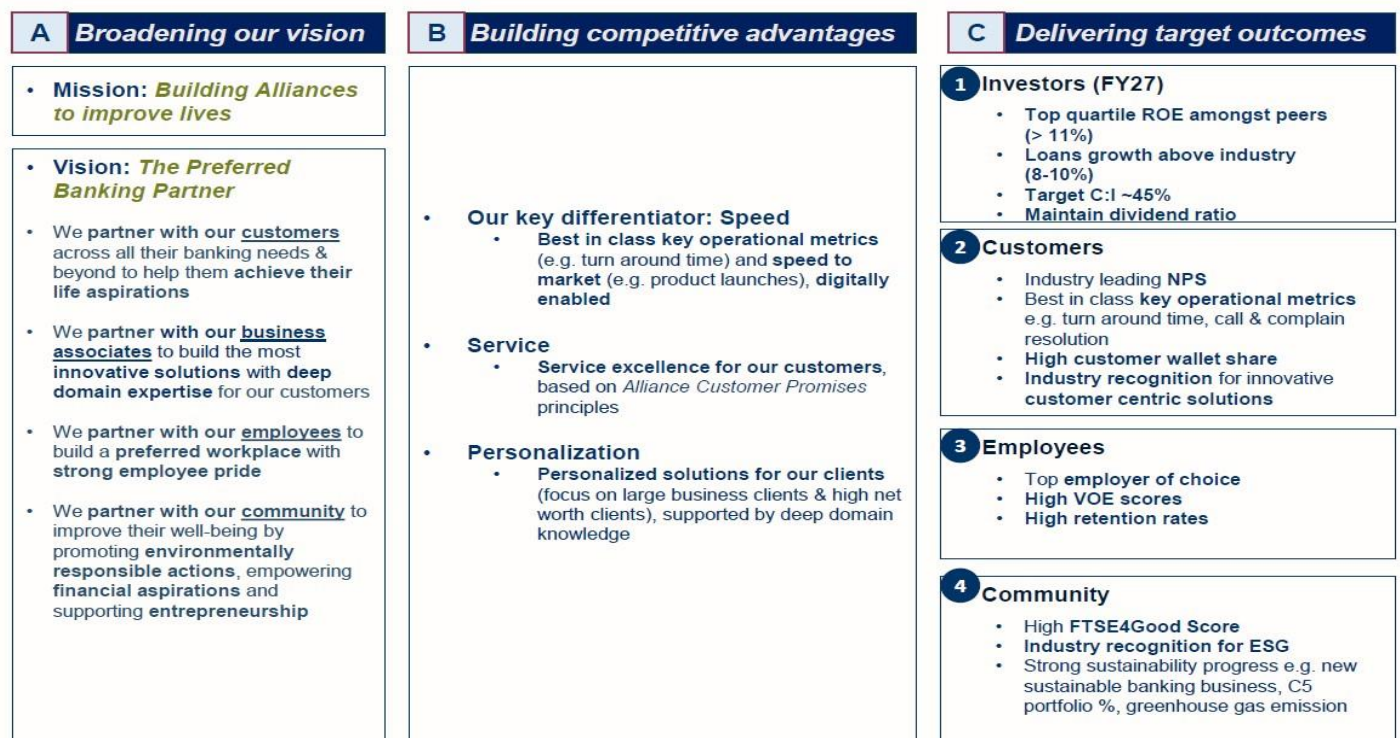 A Broadening our vision
• Mission: Building Alliances
to improve lives
• Vision: The Preferred
Banking Partner
• We partner with our customers
across all their banking needs &
beyond to help them achieve their
life aspirations
• We partner with our business
associates to build the most
innovative solutions with deep
domain expertise for our customers
• We partner with our employees to
build a preferred workplace with
strong employee pride
• We partner with our community to
improve their well-being by
promoting environmentally
responsible actions, empowering
financial aspirations and
supporting entrepreneurship
B Building competitive advantages
• Our key differentiator: Speed
• Best in class key operational metrics
(e.g. turn around time) and speed to
market (e.g. product launches), digitally
enabled
• Service
• Service excellence for our customers,
based on Alliance Customer Promises
principles
• Personalization
• Personalized solutions for our clients
(focus on large business clients & high net
worth clients), supported by deep domain
knowledge
C Delivering target outcomes
1 Investors (FY27)
• Top quartile ROE amongst peers
(> 11%)
• Loans growth above industry
(8-10%)
• Target C:I ~45%
• Maintain dividend ratio
2 Customers
• Industry leading NPS
• Best in class key operational metrics
e.g. turn around time, call & complain
resolution
• High customer wallet share
• Industry recognition for innovative
customer centric solutions
3 Employees
• Top employer of choice
• High VOE scores
• High retention rates
4 Community
• High FTSE4Good Score
• Industry recognition for ESG
• Strong sustainability progress e.g. new
sustainable banking business, C5
portfolio %, greenhouse gas emission